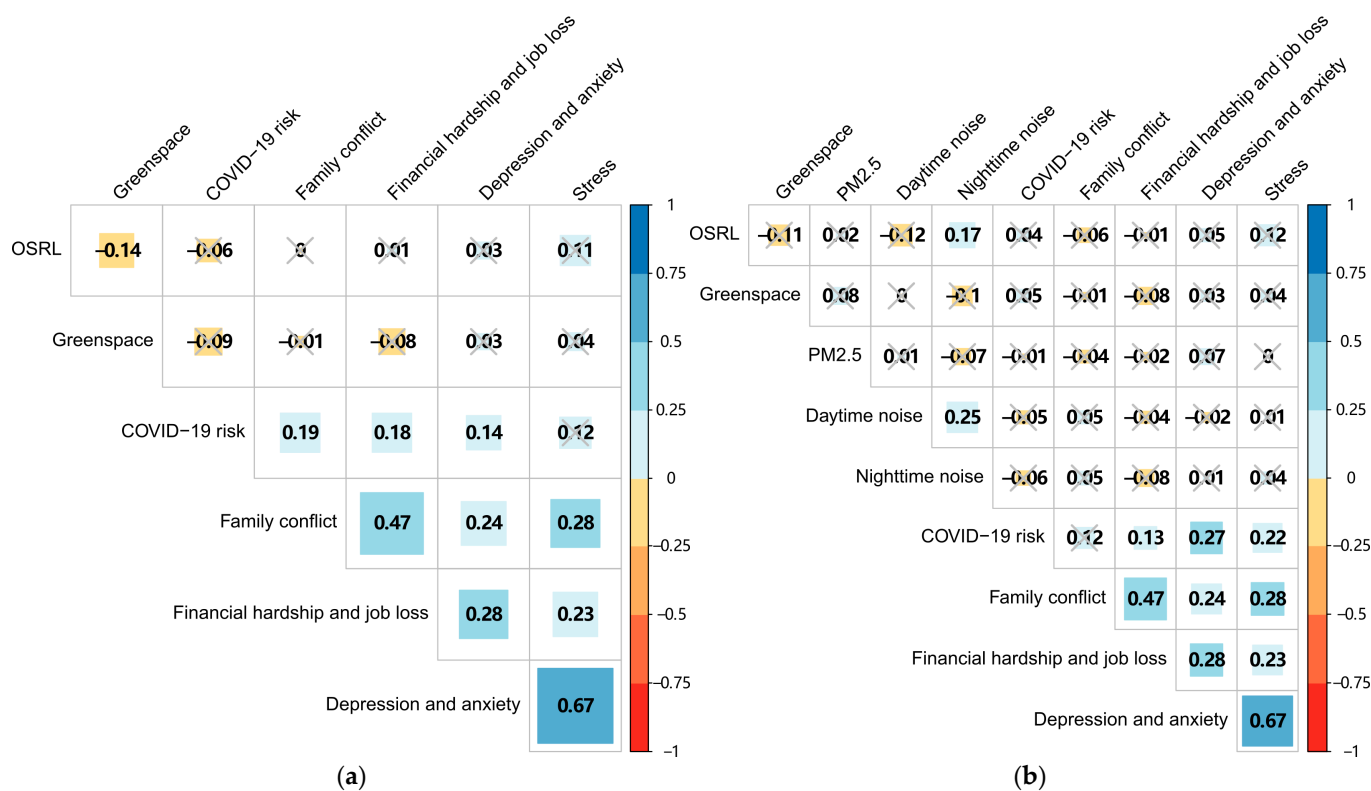 Greenspace
COVID−19 risk
Family conflict
Financial hardship and job loss
Depression and anxiety
Stress
OSRL −0.14 −0.06 0 0.01 0.03 0.11
Greenspace −0.09 −0.01 −0.08 0.03 0.04
COVID−19 risk 0.19 0.18 0.14 0.12
Family conflict 0.47 0.24 0.28
Financial hardship and job loss 0.28 0.23
Depression and anxiety 0.67
1
0.75
0.5
0.25
0
−0.25
−0.5
−0.75
−1
(a)
Greenspace
PM2.5
Daytime noise
Nighttime noise
COVID−19 risk
Family conflict
Financial hardship and job loss
Depression and anxiety
Stress
OSRL −0.11 0.02 −0.12 0.17 0.04 −0.06 −0.01 0.05 0.12
Greenspace 0.08 0 −0.1 0.05 −0.01 −0.08 0.03 0.04
PM2.5 0.01 −0.07 −0.01 −0.04 −0.02 0.07 0
Daytime noise 0.25 −0.05 0.05 −0.04 −0.02 0.01
Nighttime noise −0.06 0.05 −0.08 0.01 0.04
COVID−19 risk 0.12 0.13 0.27 0.22
Family conflict 0.47 0.24 0.28
Financial hardship and job loss 0.28 0.23
Depression and anxiety 0.67
1
0.75
0.5
0.25
0
−0.25
−0.5
−0.75
−1
(b)